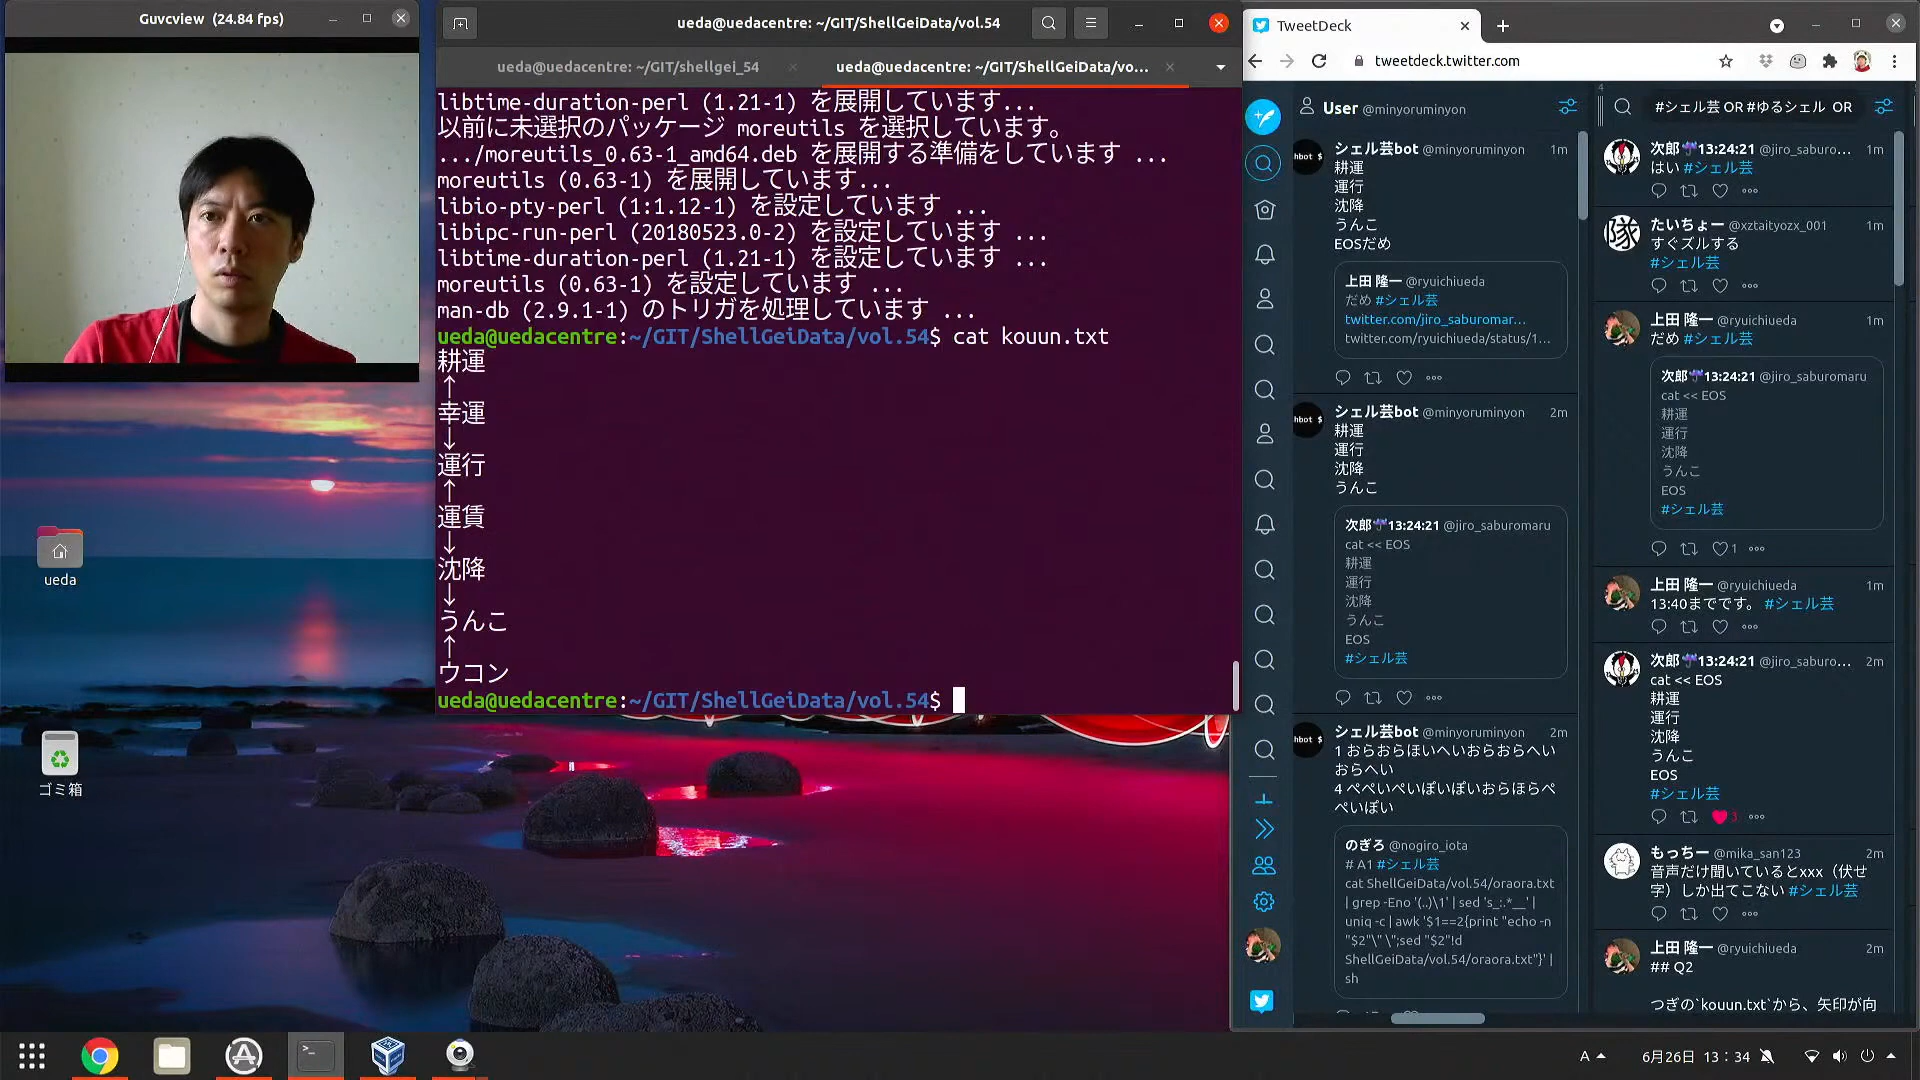 Guvcview (24.84 fps)
ueda@uedacentre: ~/GIT/ShellGeiData/vol.54
ueda@uedacentre: ~/GIT/shellgei_54
ueda@uedacentre: ~/GIT/ShellGeiData/vo...
libtime-duration-perl (1.21-1) を展開しています...
以前に未選択のパッケージ moreutils を選択しています。
.../moreutils_0.63-1_amd64.deb を展開する準備をしています ...
moreutils (0.63-1) を展開しています...
libio-pty-perl (1:1.12-1) を設定しています ...
libipc-run-perl (20180523.0-2) を設定しています ...
libtime-duration-perl (1.21-1) を設定しています ...
moreutils (0.63-1) を設定しています ...
man-db (2.9.1-1) のトリガを処理しています ...
ueda@uedacentre:~/GIT/ShellGeiData/vol.54$ cat kouun.txt
耕運
↑
幸運
↓
運行
↑
運賃
↓
沈降
↓
うんこ
↑
ウコン
ueda@uedacentre:~/GIT/ShellGeiData/vol.54$
ueda
ゴミ箱
TweetDeck
tweetdeck.twitter.com
User @minyoruminyon
シェル芸bot @minyoruminyon 1m
耕運
運行
沈降
うんこ
EOSだめ
上田 隆一 @ryuichiueda
だめ #シェル芸
twitter.com/jiro_saburomar...
twitter.com/ryuichiueda/status/1...
シェル芸bot @minyoruminyon 2m
耕運
運行
沈降
うんこ
次郎☔13:24:21 @jiro_saburomaru
cat << EOS
耕運
運行
沈降
うんこ
EOS
#シェル芸
シェル芸bot @minyoruminyon 2m
1 おらおらほいへいおらおらへい
おらへい
4 ぺぺいぺいぽいぽいおらほらぺ
ぺいぽい
のぎろ @nogiro_iota
# A1 #シェル芸
cat ShellGeiData/vol.54/oraora.txt
| grep -Eno '(..)\1' | sed 's_:.*__' |
uniq -c | awk '$1==2{print "echo -n
"$2"\" \";sed "$2"!d
ShellGeiData/vol.54/oraora.txt"}' |
sh
4
#シェル芸 OR #ゆるシェル OR
次郎☔13:24:21 @jiro_saburo... 1m
はい #シェル芸
たいちょー @xztaityozx_001 1m
すぐズルする
#シェル芸
上田 隆一 @ryuichiueda 1m
だめ #シェル芸
次郎☔13:24:21 @jiro_saburomaru
cat << EOS
耕運
運行
沈降
うんこ
EOS
#シェル芸
1
上田 隆一 @ryuichiueda 1m
13:40までです。 #シェル芸
次郎☔13:24:21 @jiro_saburo... 2m
cat << EOS
耕運
運行
沈降
うんこ
EOS
#シェル芸
3
もっちー @mika_san123 2m
音声だけ聞いているとxxx（伏せ
字）しか出てこない #シェル芸
上田 隆一 @ryuichiueda 2m
## Q2
つぎの`kouun.txt`から、矢印が向
A
6月26日 13：34